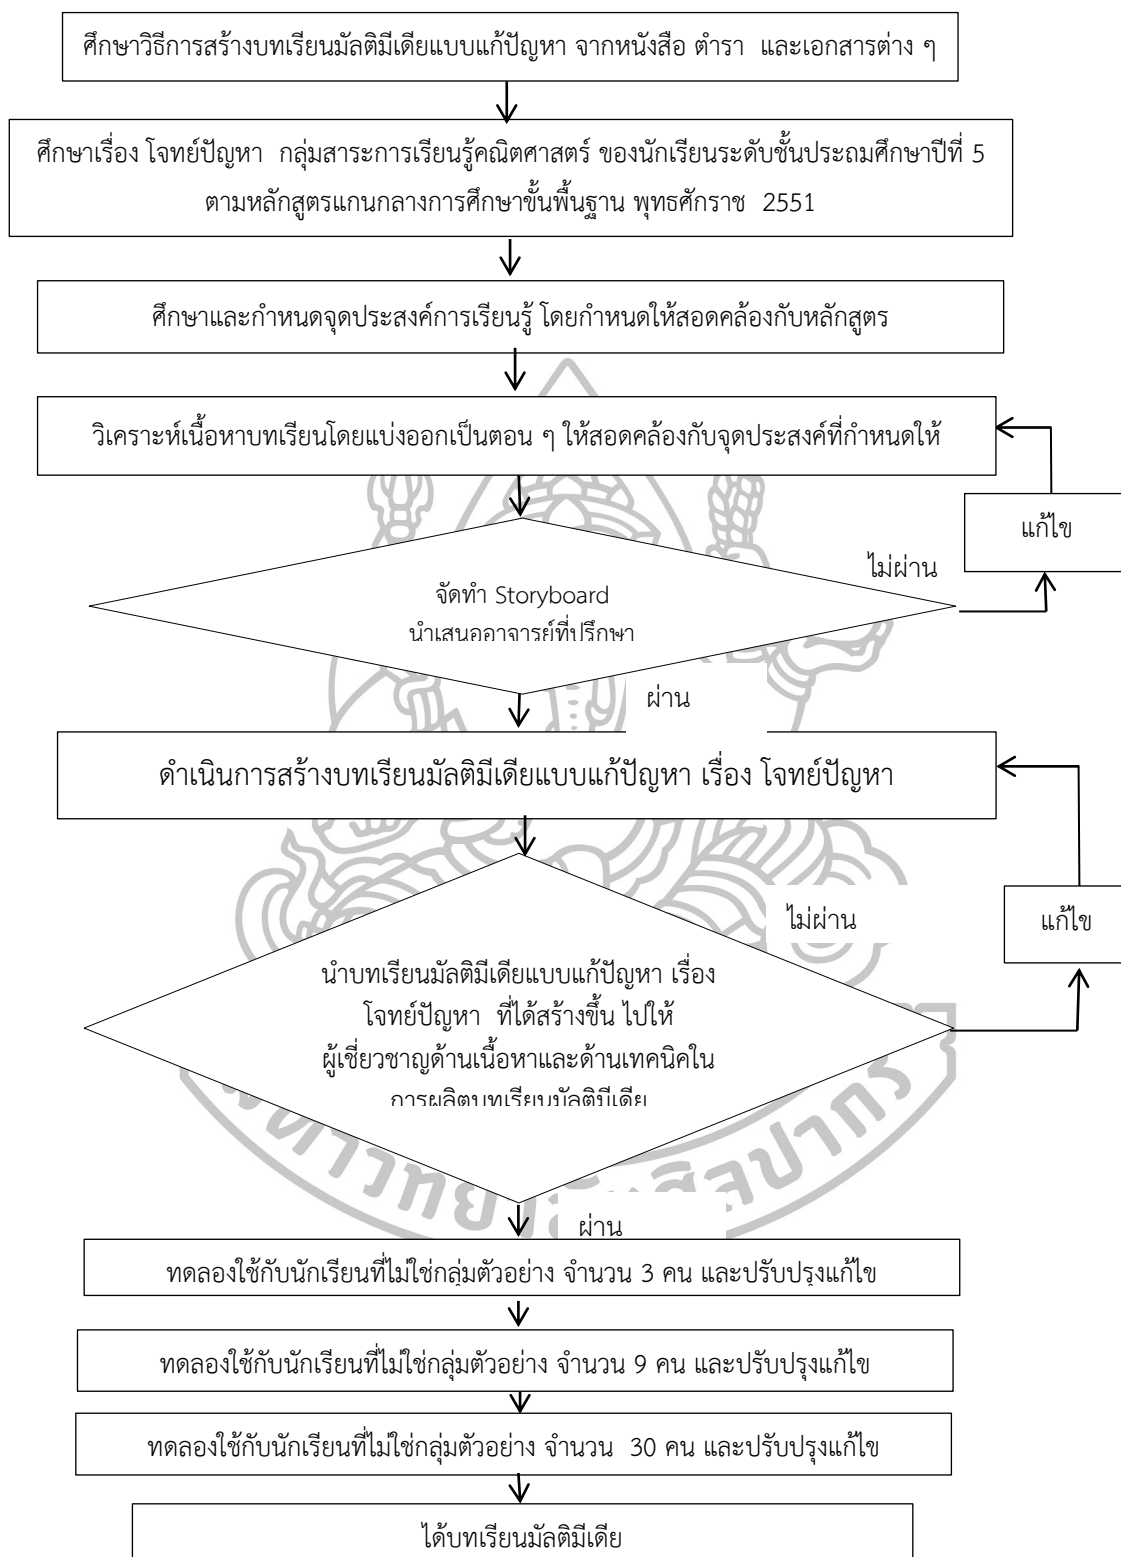 ศึกษาวิธีการสร้างบทเรียนมัลติมีเดียแบบแก้ปัญหา จากหนังสือ ตำรา และเอกสารต่าง ๆ
ศึกษาเรื่อง โจทย์ปัญหา กลุ่มสาระการเรียนรู้คณิตศาสตร์ ของนักเรียนระดับชั้นประถมศึกษาปีที่ 5
ตามหลักสูตรแกนกลางการศึกษาขั้นพื้นฐาน พุทธศักราช 2551
ศึกษาและกำหนดจุดประสงค์การเรียนรู้ โดยกำหนดให้สอดคล้องกับหลักสูตร
วิเคราะห์เนื้อหาบทเรียนโดยแบ่งออกเป็นตอน ๆ ให้สอดคล้องกับจุดประสงค์ที่กำหนดให้
แก้ไข
ไม่ผ่าน
จัดทำ Storyboard
นำเสนออาจารย์ที่ปรึกษา
ผ่าน
ดำเนินการสร้างบทเรียนมัลติมีเดียแบบแก้ปัญหา เรื่อง โจทย์ปัญหา
ไม่ผ่าน
แก้ไข
นำบทเรียนมัลติมีเดียแบบแก้ปัญหา เรื่อง
โจทย์ปัญหา ที่ได้สร้างขึ้น ไปให้
ผู้เชี่ยวชาญด้านเนื้อหาและด้านเทคนิคใน
การผลิตบทเรียนมัลติมีเดีย
ผ่าน
ทดลองใช้กับนักเรียนที่ไม่ใช่กลุ่มตัวอย่าง จำนวน 3 คน และปรับปรุงแก้ไข
ทดลองใช้กับนักเรียนที่ไม่ใช่กลุ่มตัวอย่าง จำนวน 9 คน และปรับปรุงแก้ไข
ทดลองใช้กับนักเรียนที่ไม่ใช่กลุ่มตัวอย่าง จำนวน 30 คน และปรับปรุงแก้ไข
ได้บทเรียนมัลติมีเดีย